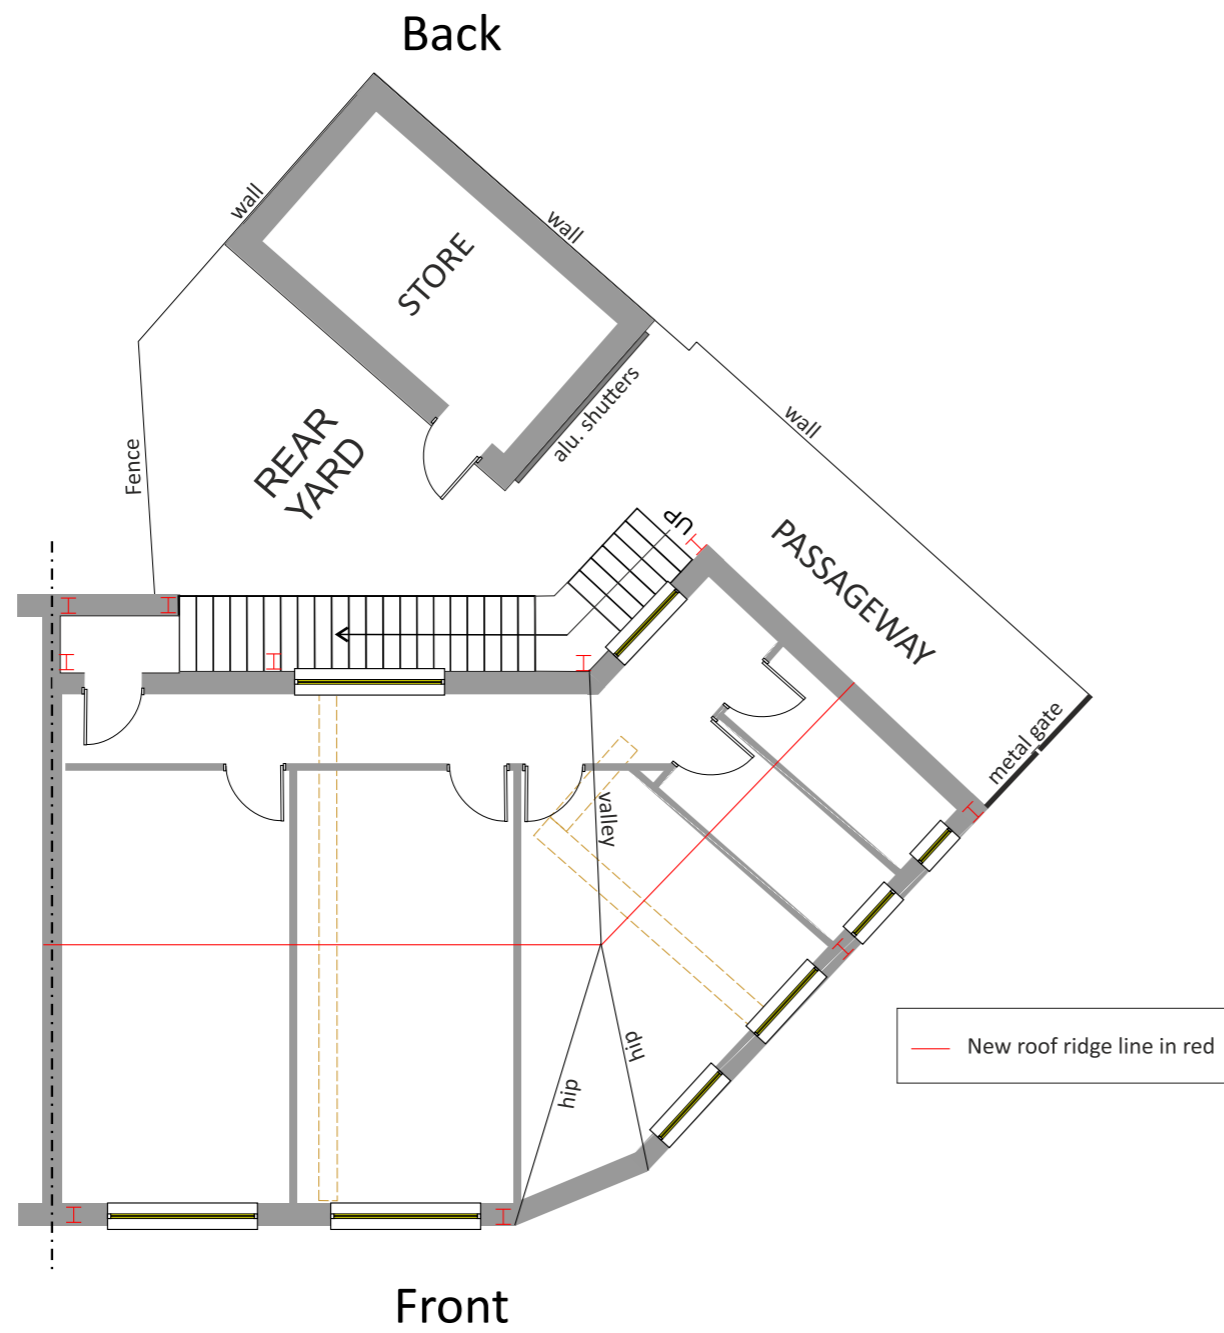 Back
wall
wall
STORE
alu. shutters
wall
Fence
REAR
YARD
UP
PASSAGEWAY
metal gate
valley
hip
hip
New roof ridge line in red
Front